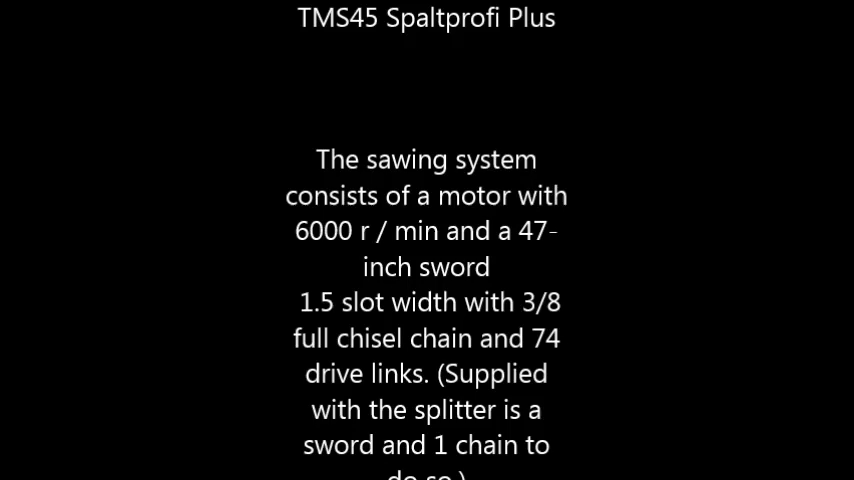 TMS45 Spaltprofi Plus
The sawing system
consists of a motor with
6000 r / min and a 47-
inch sword
1.5 slot width with 3/8
full chisel chain and 74
drive links. (Supplied
with the splitter is a
sword and 1 chain to
do so.)